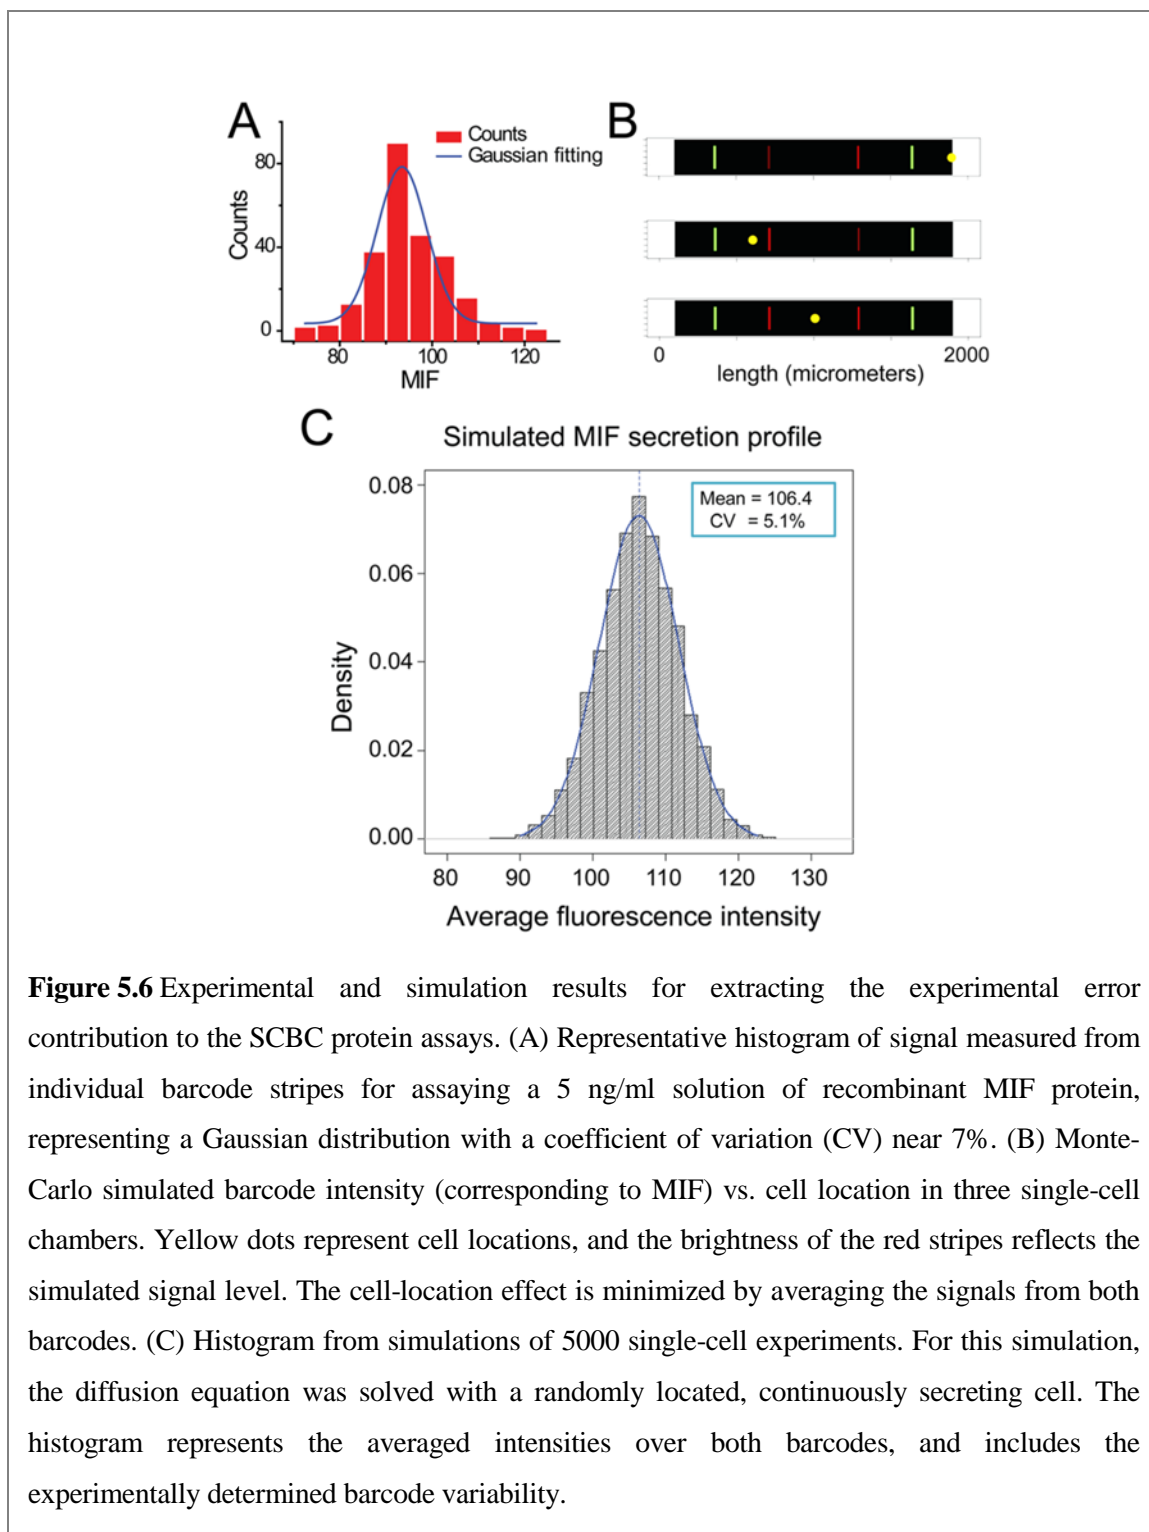 A
Counts
Gaussian fitting
80
40
0
Counts
80 100 120
MIF
B
0 2000
length (micrometers)
C
Simulated MIF secretion profile
Mean = 106.4
CV = 5.1%
0.08
0.06
0.04
0.02
0.00
Density
80 90 100 110 120 130
Average fluorescence intensity
Figure 5.6 Experimental and simulation results for extracting the experimental error
contribution to the SCBC protein assays. (A) Representative histogram of signal measured from
individual barcode stripes for assaying a 5 ng/ml solution of recombinant MIF protein,
representing a Gaussian distribution with a coefficient of variation (CV) near 7%. (B) Monte-
Carlo simulated barcode intensity (corresponding to MIF) vs. cell location in three single-cell
chambers. Yellow dots represent cell locations, and the brightness of the red stripes reflects the
simulated signal level. The cell-location effect is minimized by averaging the signals from both
barcodes. (C) Histogram from simulations of 5000 single-cell experiments. For this simulation,
the diffusion equation was solved with a randomly located, continuously secreting cell. The
histogram represents the averaged intensities over both barcodes, and includes the
experimentally determined barcode variability.